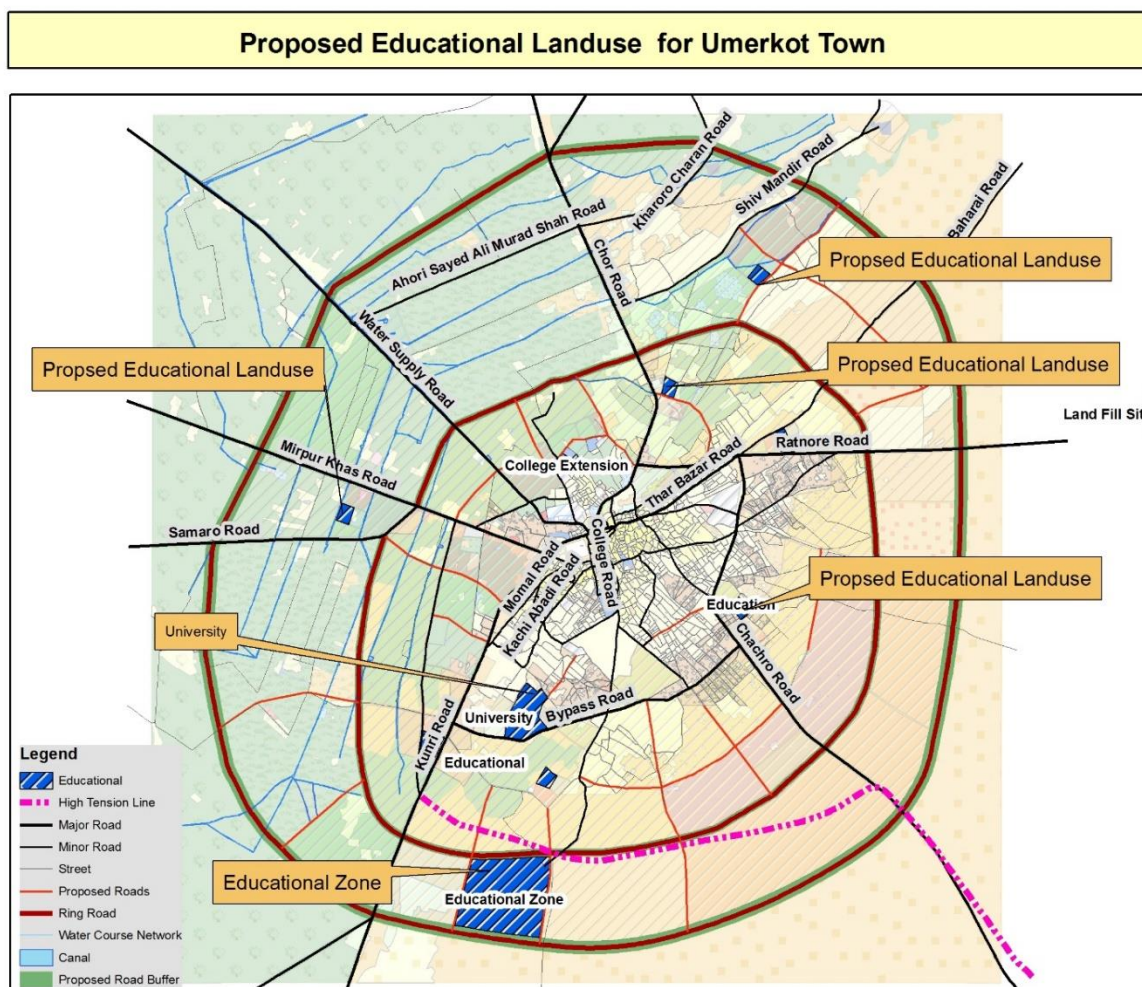 Proposed Educational Landuse for Umerkot Town
Kharoro Charan Road
Shiv Mandir Road
Baharai Road
Ahori Sayed Ali Murad Shah Road
Chor Road
Propsed Educational Landuse
Water Supply Road
Propsed Educational Landuse
Propsed Educational Landuse
Land Fill Sit
Mirpur Khas Road
Ratnore Road
College Extension
Thar Bazar Road
Samaro Road
College Road
Momal Road
Kachi Abadi Road
Propsed Educational Landuse
Education
University
Chachro Road
University
Bypass Road
Kunri Road
Educational
Educational Zone
Educational Zone
Legend
Educational
High Tension Line
Major Road
Minor Road
Street
Proposed Roads
Ring Road
Water Course Network
Canal
Proposed Road Buffer